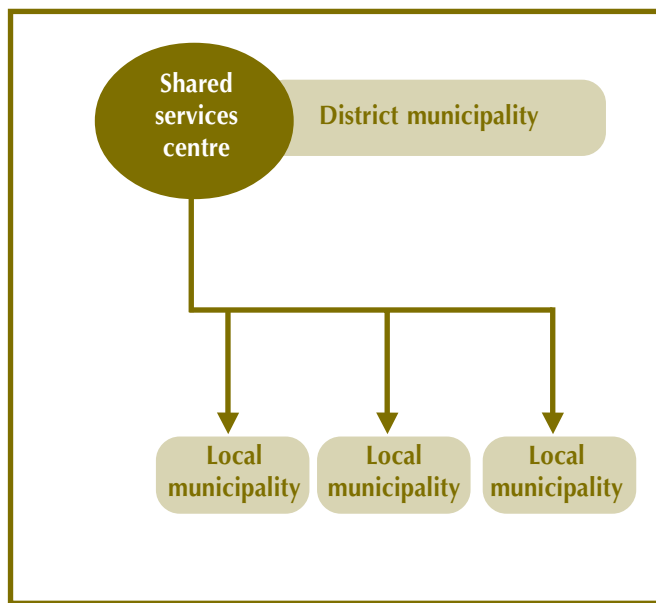 Shared
services
centre
District municipality
Local
municipality
Local
municipality
Local
municipality